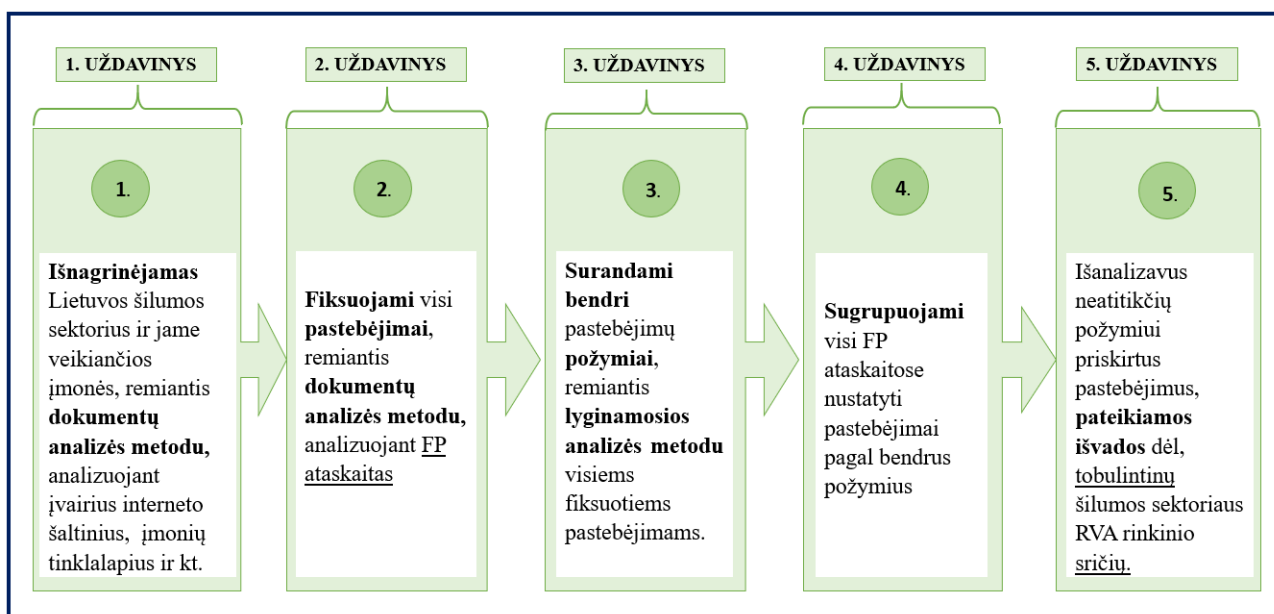 1. UŽDAVINYS
2. UŽDAVINYS
3. UŽDAVINYS
4. UŽDAVINYS
5. UŽDAVINYS
1.
Išnagrinėjamas
Lietuvos šilumos
sektorius ir jame
veikiančios
įmonės, remiantis
dokumentų
analizės metodu,
analizuojant
įvairius interneto
šaltinius, įmonių
tinklalapius ir kt.
2.
Fiksuojami visi
pastebėjimai,
remiantis
dokumentų
analizės metodu,
analizuojant FP
ataskaitas
3.
Surandami
bendri
pastebėjimų
požymiai,
remiantis
lyginamosios
analizės metodu
visiems
fiksuotiems
pastebėjimams.
4.
Sugrupuojami
visi FP
ataskaitose
nustatyti
pastebėjimai
pagal bendrus
požymius
5.
Išanalizavus
neatitikčių
požymiui
priskirtus
pastebėjimus,
pateikiamos
išvados dėl,
tobulintinų
šilumos sektoriaus
RVA rinkinio
sričių.